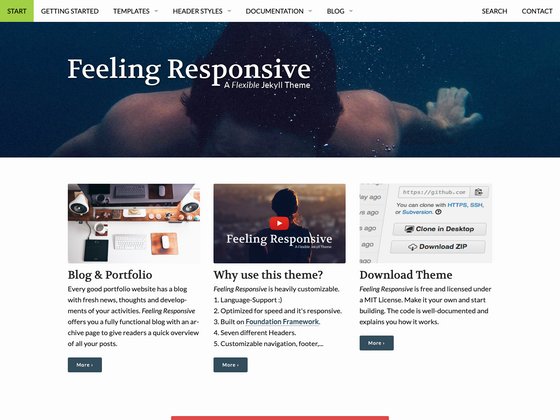 START GETTING STARTED TEMPLATES HEADER STYLES DOCUMENTATION BLOG SEARCH CONTACT
Feeling Responsive
A Flexible Jekyll Theme
Feeling Responsive
A Flexible Jekyll Theme
https://github.com
ago
You can clone with HTTPS, SSH,
or Subversion.
ago
Clone in Desktop
ago
Download ZIP
Blog & Portfolio
Every good portfolio website has a blog
with fresh news, thoughts and develop-
ments of your activities. Feeling Responsive
offers you a fully functional blog with an ar-
chive page to give readers a quick overview
of all your posts.
More ›
Why use this theme?
Feeling Responsive is heavily customizable.
1. Language-Support :)
2. Optimized for speed and it's responsive.
3. Built on Foundation Framework.
4. Seven different Headers.
5. Customizable navigation, footer,...
More ›
Download Theme
Feeling Responsive is free and licensed under
a MIT License. Make it your own and start
building. The code is well-documented and
explains you how it works.
More ›